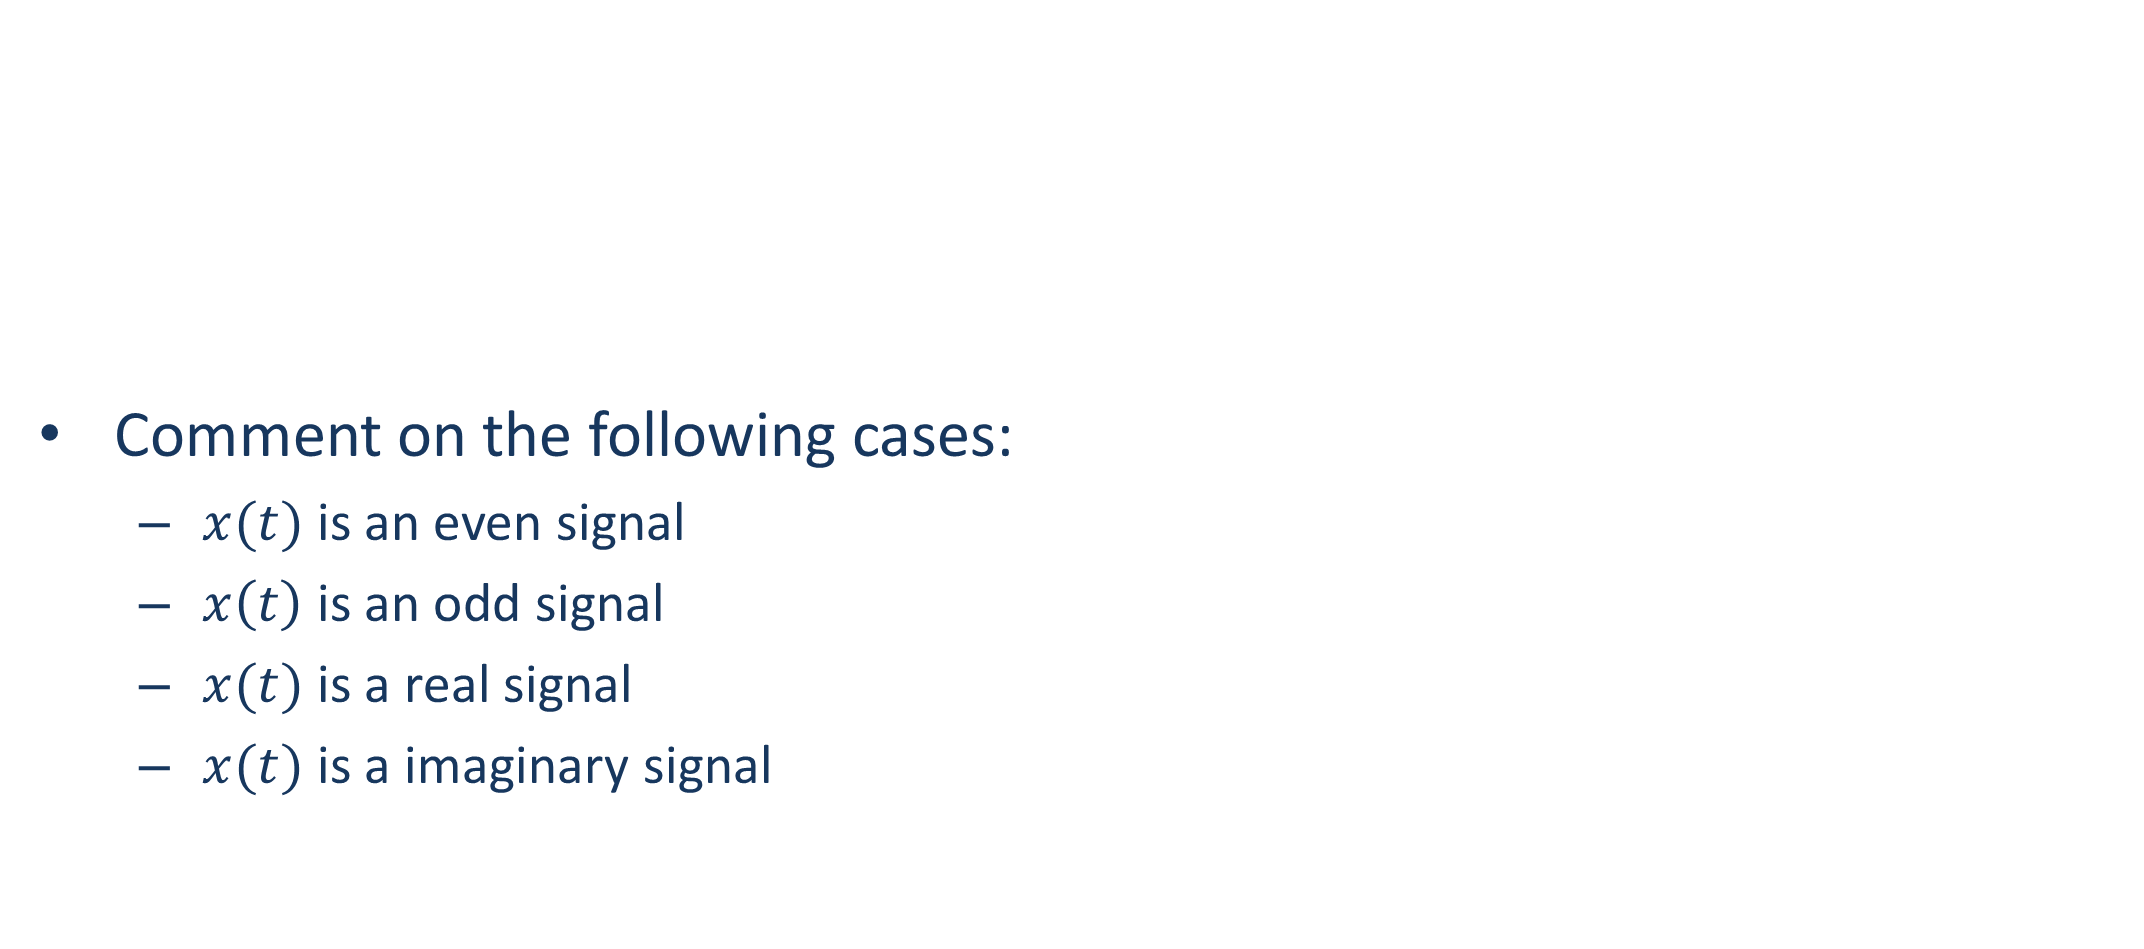 • Comment on the following cases:
– x(t) is an even signal
– x(t) is an odd signal
– x(t) is a real signal
– x(t) is a imaginary signal